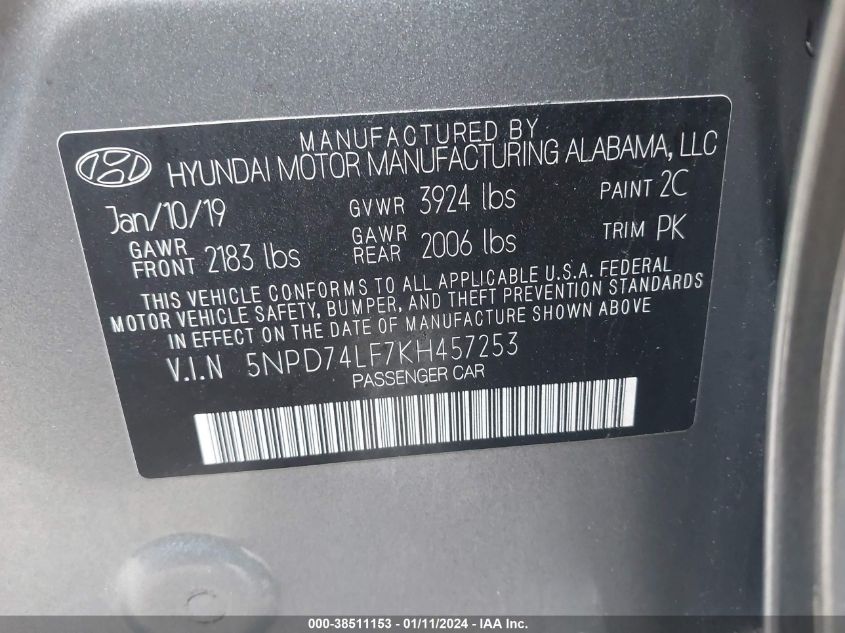 MANUFACTURED BY
HYUNDAI MOTOR MANUFACTURING ALABAMA, LLC
Jan/10/19 GVWR 3924 lbs PAINT 2C
GAWR FRONT 2183 lbs GAWR REAR 2006 lbs TRIM PK
THIS VEHICLE CONFORMS TO ALL APPLICABLE U.S.A. FEDERAL
MOTOR VEHICLE SAFETY, BUMPER, AND THEFT PREVENTION STANDARDS
IN EFFECT ON THE DATE OF MANUFACTURE SHOWN ABOVE
V.I.N 5NPD74LF7KH457253
PASSENGER CAR
000-38511153 - 01/11/2024 - IAA Inc.